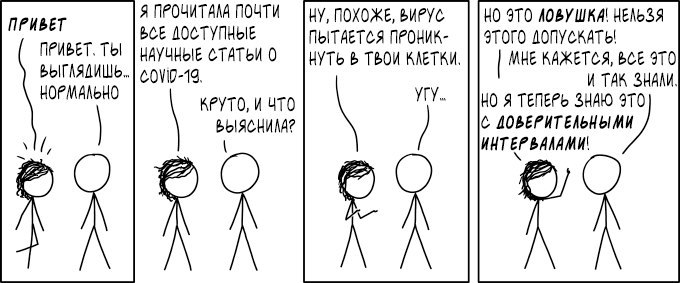 ПРИВЕТ
ПРИВЕТ. ТЫ
ВЫГЛЯДИШЬ...
НОРМАЛЬНО
Я ПРОЧИТАЛА ПОЧТИ
ВСЕ ДОСТУПНЫЕ
НАУЧНЫЕ СТАТЬИ О
COVID-19.
КРУТО, И ЧТО
ВЫЯСНИЛА?
НУ, ПОХОЖЕ, ВИРУС
ПЫТАЕТСЯ ПРОНИК-
НУТЬ В ТВОИ КЛЕТКИ.
УГУ...
НО ЭТО ЛОВУШКА! НЕЛЬЗЯ
ЭТОГО ДОПУСКАТЬ!
МНЕ КАЖЕТСЯ, ВСЕ ЭТО
И ТАК ЗНАЛИ.
НО Я ТЕПЕРЬ ЗНАЮ ЭТО
С ДОВЕРИТЕЛЬНЫМИ
ИНТЕРВАЛАМИ!